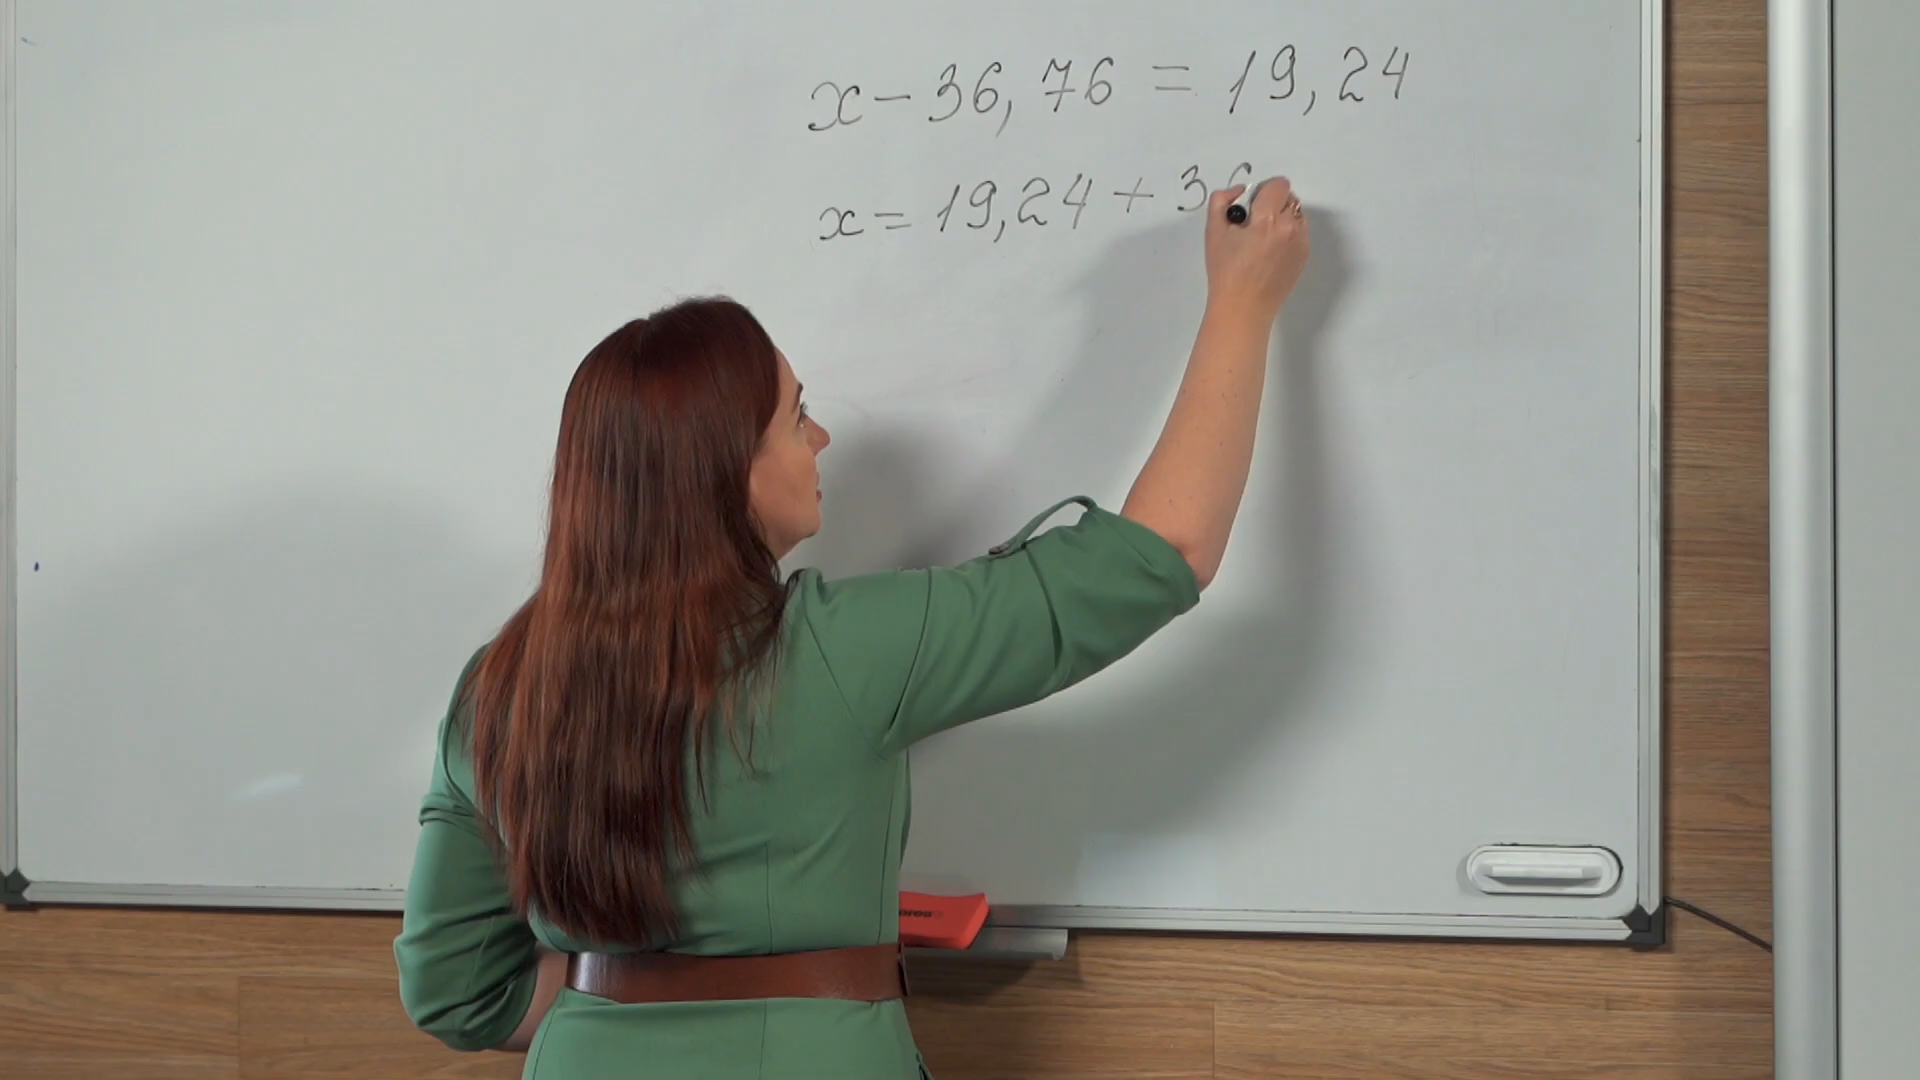 x - 36,76 = 19,24
x = 19,24 + 36